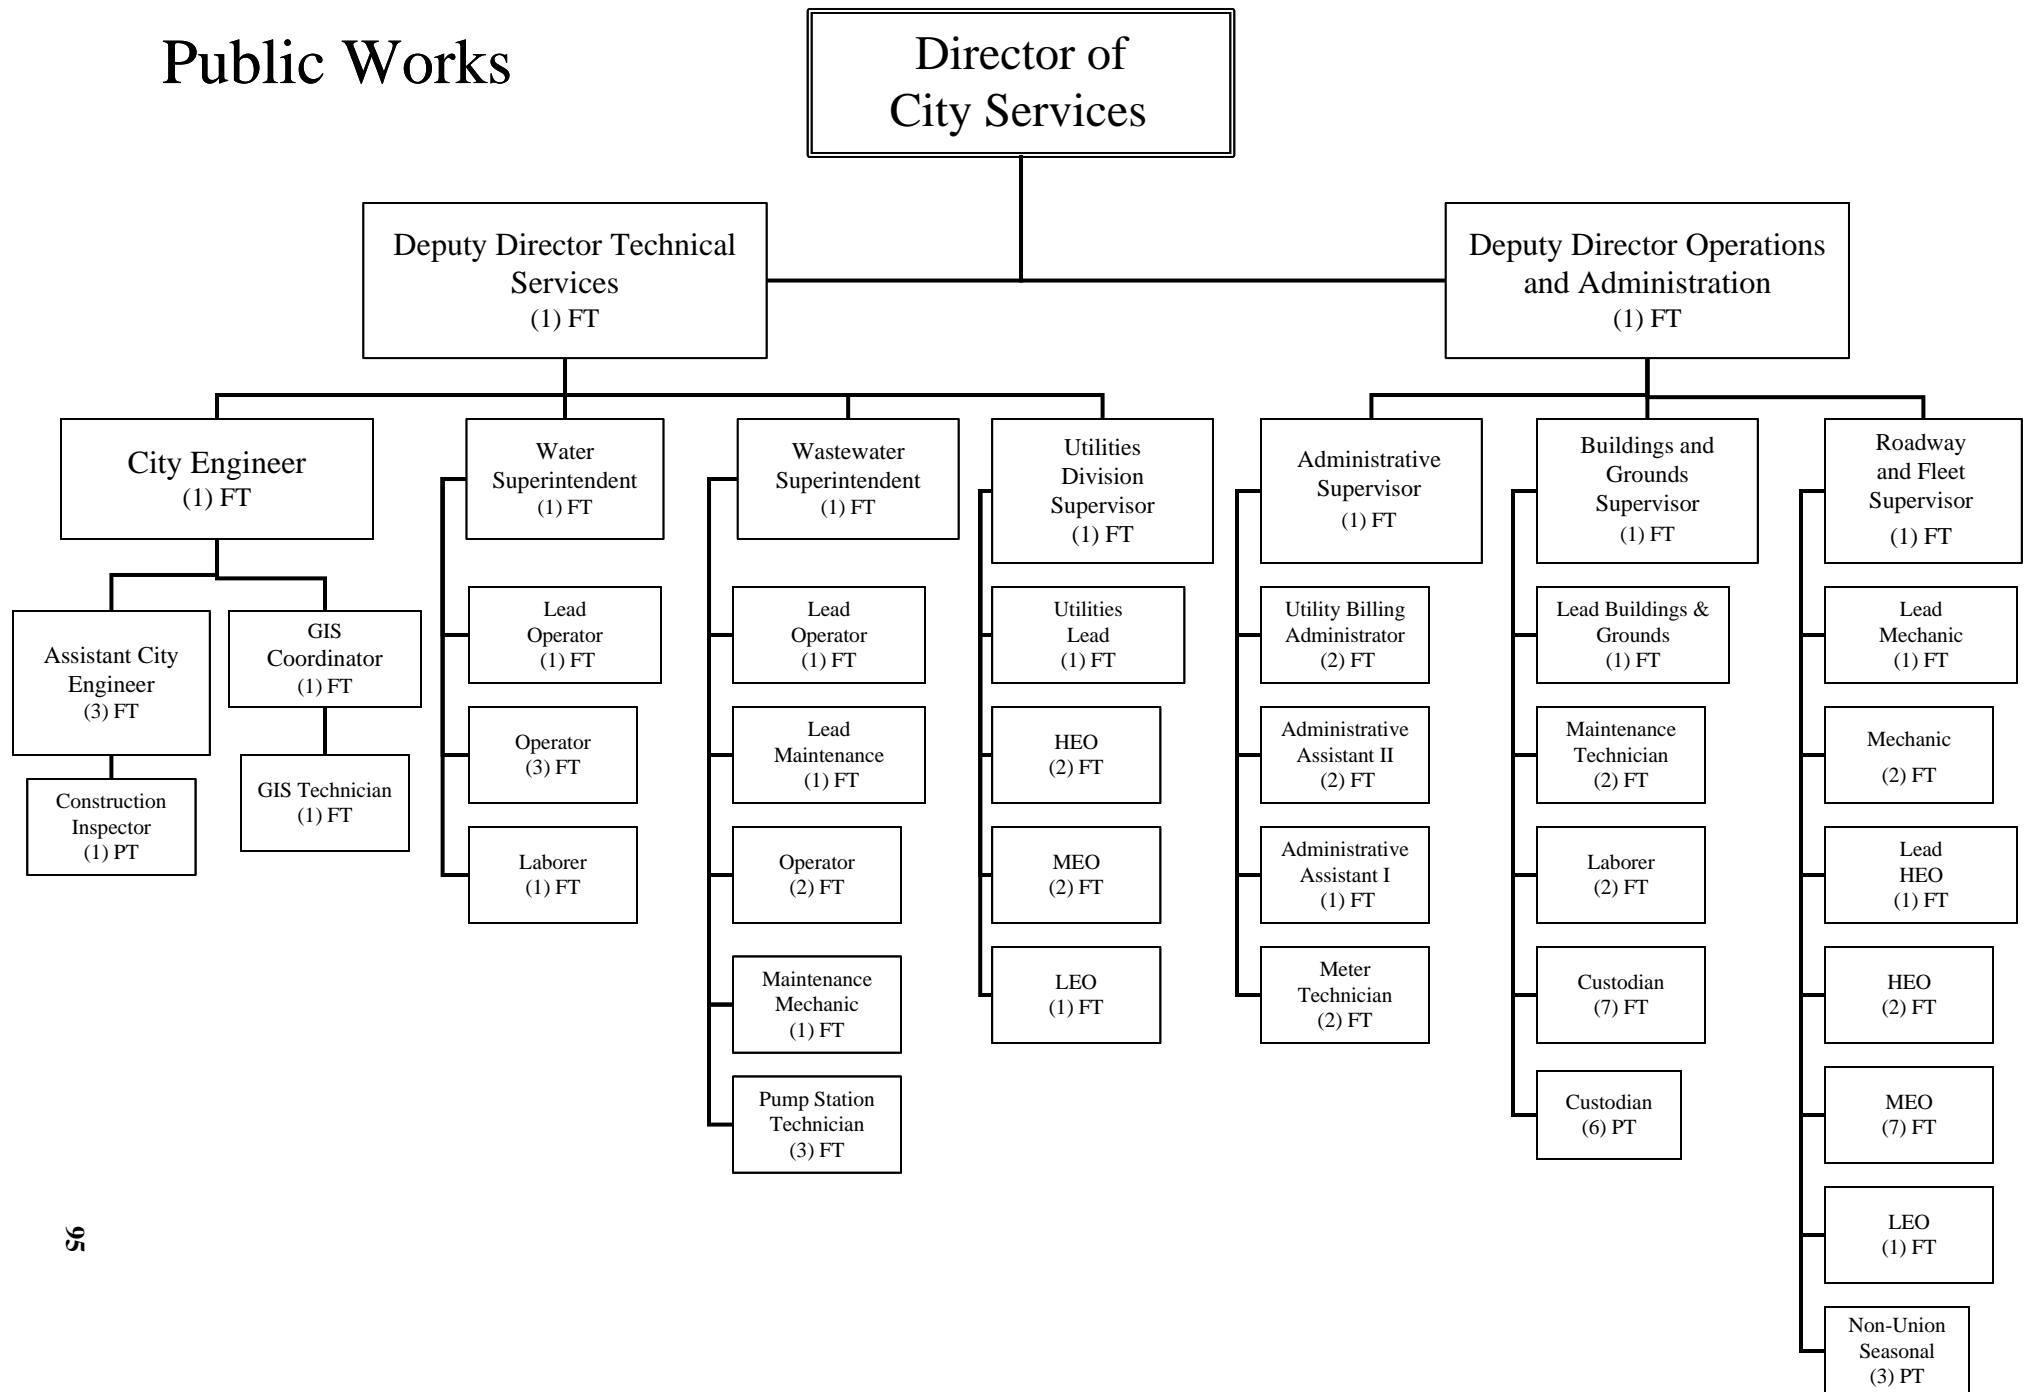 Public Works
Director of
City Services
Deputy Director Technical
Services
(1) FT
Deputy Director Operations
and Administration
(1) FT
City Engineer
(1) FT
Water
Superintendent
(1) FT
Wastewater
Superintendent
(1) FT
Utilities
Division
Supervisor
(1) FT
Administrative
Supervisor
(1) FT
Buildings and
Grounds
Supervisor
(1) FT
Roadway
and Fleet
Supervisor
(1) FT
Assistant City
Engineer
(3) FT
Construction
Inspector
(1) PT
GIS
Coordinator
(1) FT
GIS Technician
(1) FT
Lead
Operator
(1) FT
Operator
(3) FT
Laborer
(1) FT
Lead
Operator
(1) FT
Lead
Maintenance
(1) FT
Operator
(2) FT
Maintenance
Mechanic
(1) FT
Pump Station
Technician
(3) FT
Utilities
Lead
(1) FT
HEO
(2) FT
MEO
(2) FT
LEO
(1) FT
Utility Billing
Administrator
(2) FT
Administrative
Assistant II
(2) FT
Administrative
Assistant I
(1) FT
Meter
Technician
(2) FT
Lead Buildings &
Grounds
(1) FT
Maintenance
Technician
(2) FT
Laborer
(2) FT
Custodian
(7) FT
Custodian
(6) PT
Lead
Mechanic
(1) FT
Mechanic
(2) FT
Lead
HEO
(1) FT
HEO
(2) FT
MEO
(7) FT
LEO
(1) FT
Non-Union
Seasonal
(3) PT
95